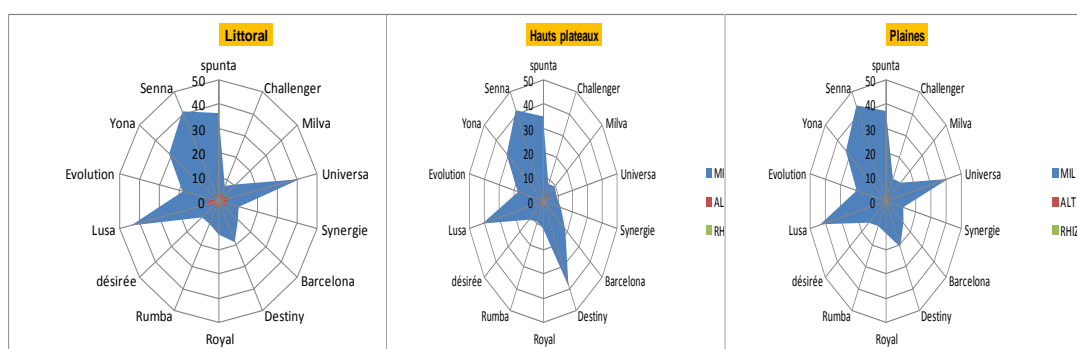 Littoral
spunta
Challenger
Milva
Universa
Synergie
Barcelona
Destiny
Royal
Rumba
désirée
Lusa
Evolution
Yona
Senna
50
40
30
20
10
0
MIL
AL
RH
Hauts plateaux
spunta
Challenger
Milva
Universa
Synergie
Barcelona
Destiny
Royal
Rumba
désirée
Lusa
Evolution
Yona
Senna
50
40
30
20
10
0
MIL
ALT
RHIZ
Plaines
spunta
Challenger
Milva
Universa
Synergie
Barcelona
Destiny
Royal
Rumba
désirée
Lusa
Evolution
Yona
Senna
50
40
30
20
10
0